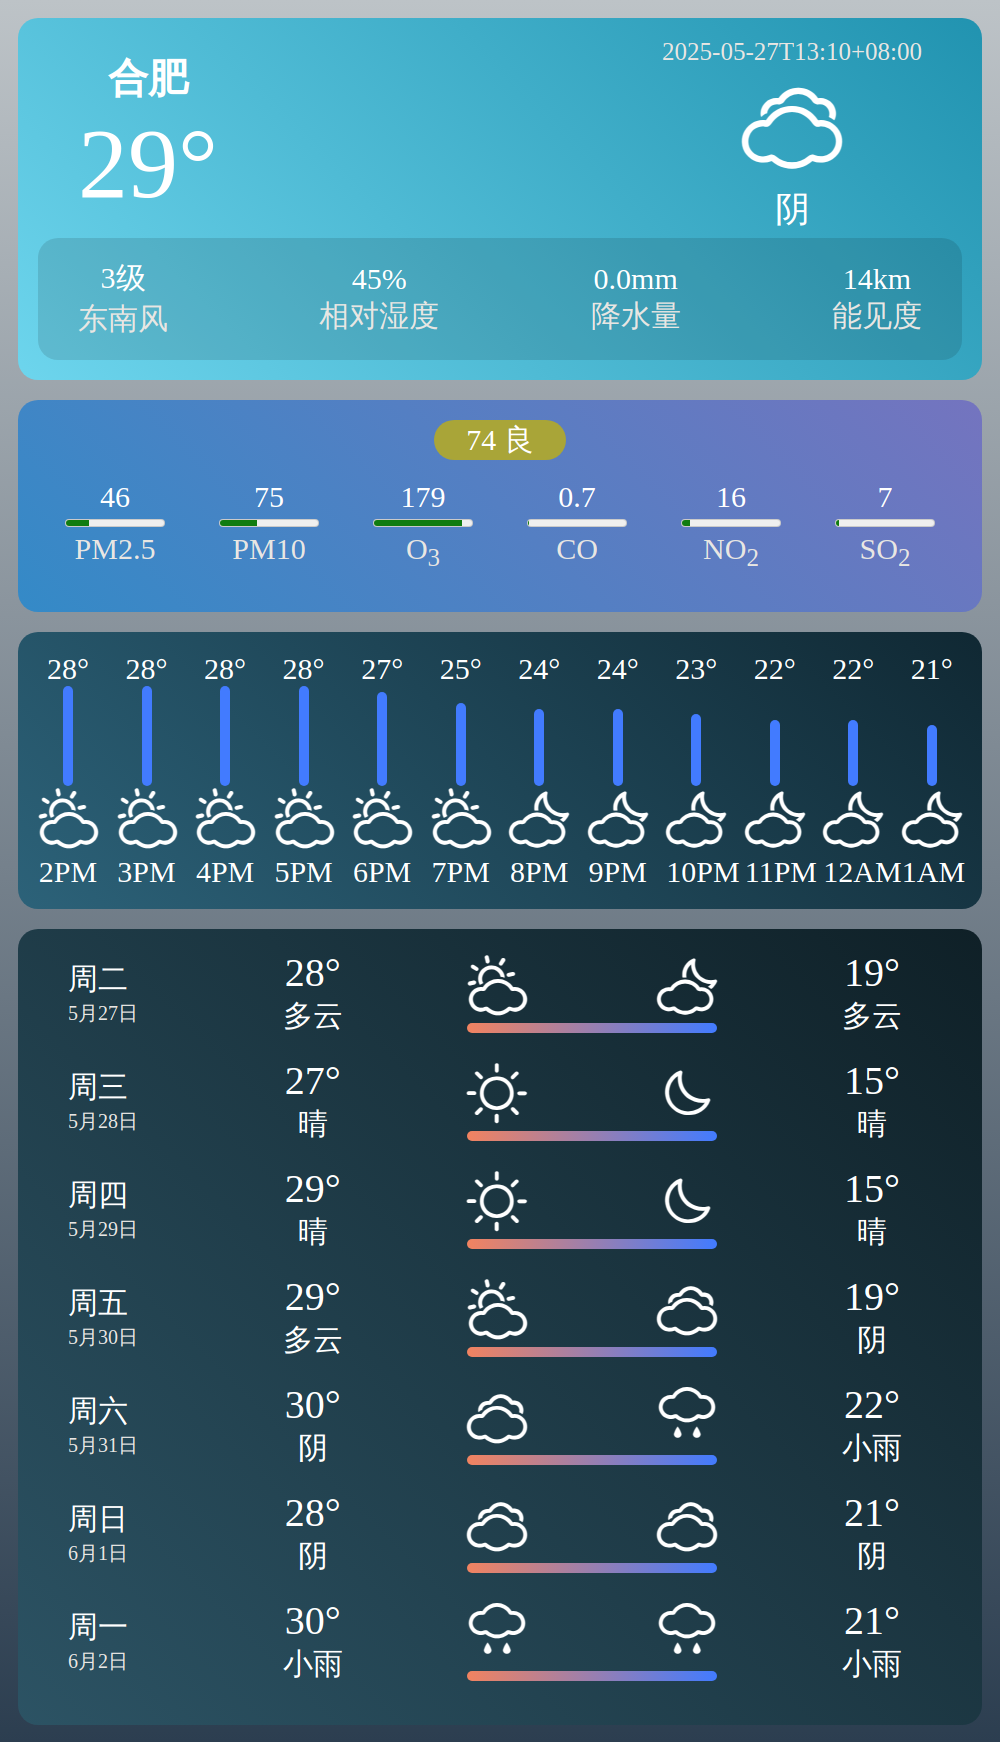 合肥
29°
2025-05-27T13:10+08:00
阴
3级 45% 0.0mm 14km
东南风 相对湿度 降水量 能见度
74 良
46 75 179 0.7 16 7
PM2.5 PM10 O3 CO NO2 SO2
28° 28° 28° 28° 27° 25° 24° 24° 23° 22° 22° 21°
2PM 3PM 4PM 5PM 6PM 7PM 8PM 9PM 10PM 11PM 12AM 1AM
周二 28° 19°
5月27日 多云 多云
周三 27° 15°
5月28日 晴 晴
周四 29° 15°
5月29日 晴 晴
周五 29° 19°
5月30日 多云 阴
周六 30° 22°
5月31日 阴 小雨
周日 28° 21°
6月1日 阴 阴
周一 30° 21°
6月2日 小雨 小雨